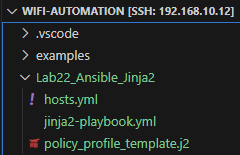 WIFI-AUTOMATION [SSH: 192.168.10.12]
.vscode
examples
Lab22_Ansible_Jinja2
hosts.yml
jinja2-playbook.yml
policy_profile_template.j2